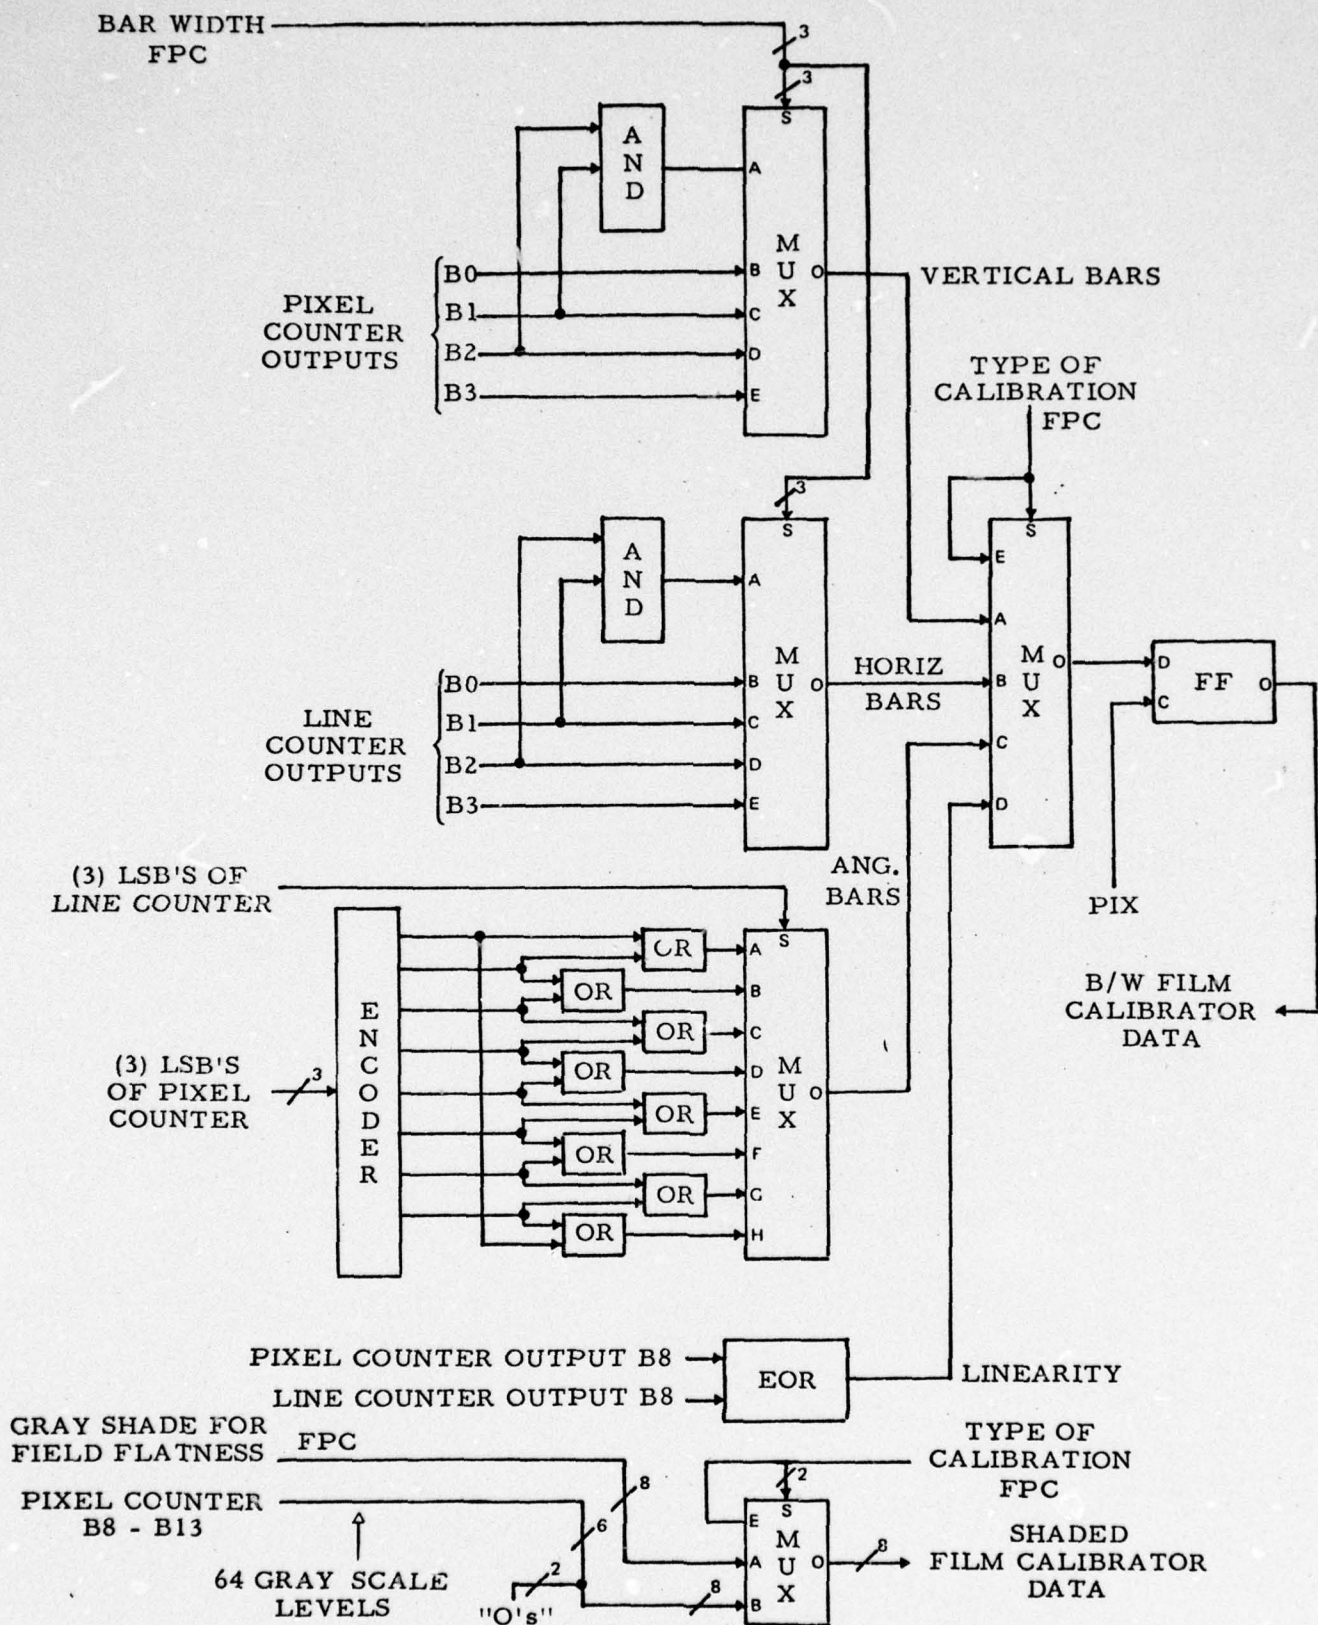 BAR WIDTH
FPC
3
3
S
A
N
D
A
M
U
X
B0
B
O
VERTICAL BARS
PIXEL
COUNTER
OUTPUTS
B1
C
B2
D
B3
E
TYPE OF
CALIBRATION
FPC
3
S
S
A
N
D
A
E
A
M
U
X
O
D
FF
O
C
M
U
X
HORIZ
BARS
B0
B
O
B
LINE
COUNTER
OUTPUTS
B1
C
C
B2
D
B3
E
D
(3) LSB'S OF
LINE COUNTER
ANG.
BARS
PIX
S
OR
A
OR
B
B/W FILM
CALIBRATOR
DATA
E
N
C
O
D
E
R
OR
C
(3) LSB'S
OF PIXEL
COUNTER
3
OR
D
M
U
X
O
OR
E
OR
F
OR
G
OR
H
PIXEL COUNTER OUTPUT B8
EOR
LINEARITY
LINE COUNTER OUTPUT B8
GRAY SHADE FOR
FIELD FLATNESS
FPC
TYPE OF
CALIBRATION
FPC
2
8
S
PIXEL COUNTER
B8 - B13
6
E
M
U
X
SHADED
FILM CALIBRATOR
DATA
A
O
8
64 GRAY SCALE
LEVELS
2
"O's"
8
B